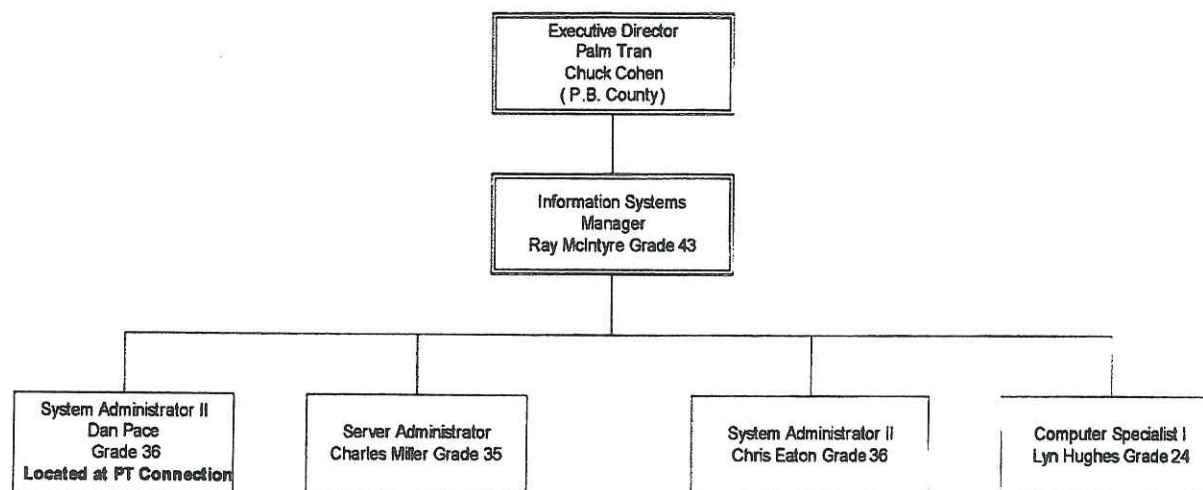 Executive Director
Palm Tran
Chuck Cohen
( P.B. County)
Information Systems
Manager
Ray McIntyre Grade 43
System Administrator II
Dan Pace
Grade 36
Located at PT Connection
Server Administrator
Charles Miller Grade 35
System Administrator II
Chris Eaton Grade 36
Computer Specialist I
Lyn Hughes Grade 24